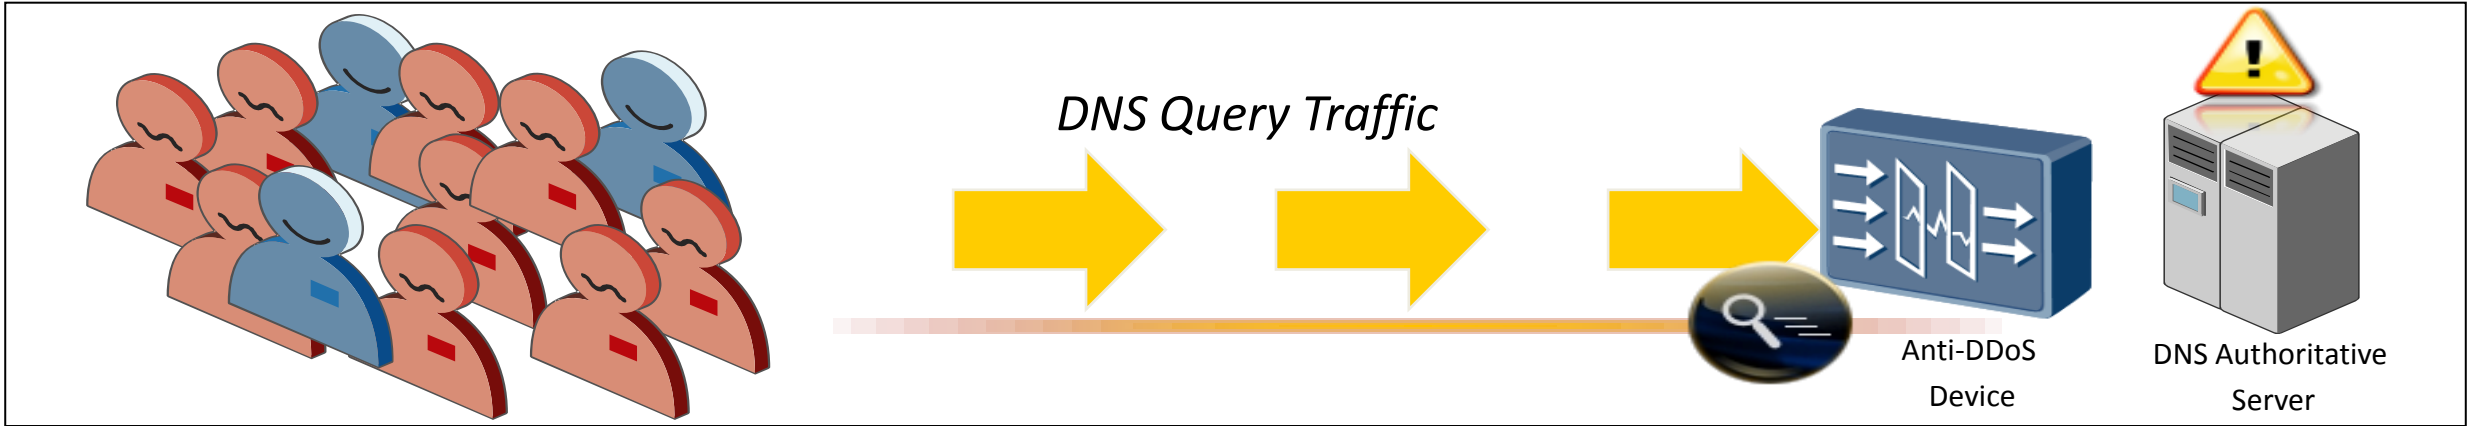 DNS Query Traffic
Anti-DDoS
Device
DNS Authoritative
Server